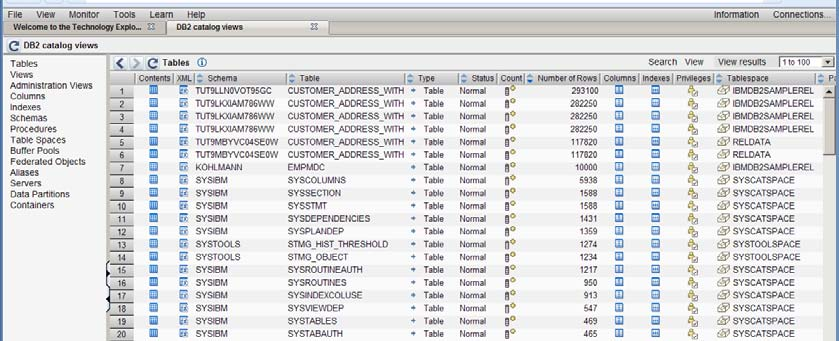 File View Monitor Tools Learn Help Information Connections...
Welcome to the Technology Explo... DB2 catalog views
DB2 catalog views
Tables
Views
Administration Views
Columns
Indexes
Schemas
Procedures
Table Spaces
Buffer Pools
Federated Objects
Aliases
Servers
Data Partitions
Containers
Tables Search View View results 1 to 100
Contents XML Schema Table Type Status Count Number of Rows Columns Indexes Privileges Tablespace
1 TUT9LLN0VOT95GC CUSTOMER_ADDRESS_WITH Table Normal 293100 IBMDB2SAMPLEREL
2 TUT9LKXIAM786WW CUSTOMER_ADDRESS_WITH Table Normal 282250 IBMDB2SAMPLEREL
3 TUT9LKXIAM786WW CUSTOMER_ADDRESS_WITH Table Normal 282250 IBMDB2SAMPLEREL
4 TUT9LKXIAM786WW CUSTOMER_ADDRESS_WITH Table Normal 282250 IBMDB2SAMPLEREL
5 TUT9MBYVC04SE0W CUSTOMER_ADDRESS_WITH Table Normal 117820 RELDATA
6 TUT9MBYVC04SE0W CUSTOMER_ADDRESS_WITH Table Normal 117820 RELDATA
7 KOHLMANN EMPMDC Table Normal 10000 IBMDB2SAMPLEREL
8 SYSIBM SYSCOLUMNS Table Normal 5938 SYSCATSPACE
9 SYSIBM SYSSECTION Table Normal 1588 SYSCATSPACE
10 SYSIBM SYSSTMT Table Normal 1588 SYSCATSPACE
11 SYSIBM SYSDEPENDENCIES Table Normal 1431 SYSCATSPACE
12 SYSIBM SYSPLANDEP Table Normal 1359 SYSCATSPACE
13 SYSTOOLS STMG_HIST_THRESHOLD Table Normal 1274 SYSTOOLSPACE
14 SYSTOOLS STMG_OBJECT Table Normal 1234 SYSTOOLSPACE
15 SYSIBM SYSROUTINEAUTH Table Normal 1217 SYSCATSPACE
16 SYSIBM SYSROUTINES Table Normal 950 SYSCATSPACE
17 SYSIBM SYSINDEXCOLUSE Table Normal 913 SYSCATSPACE
18 SYSIBM SYSVIEWDEP Table Normal 547 SYSCATSPACE
19 SYSIBM SYSTABLES Table Normal 469 SYSCATSPACE
20 SYSIBM SYSTABAUTH Table Normal 465 SYSCATSPACE